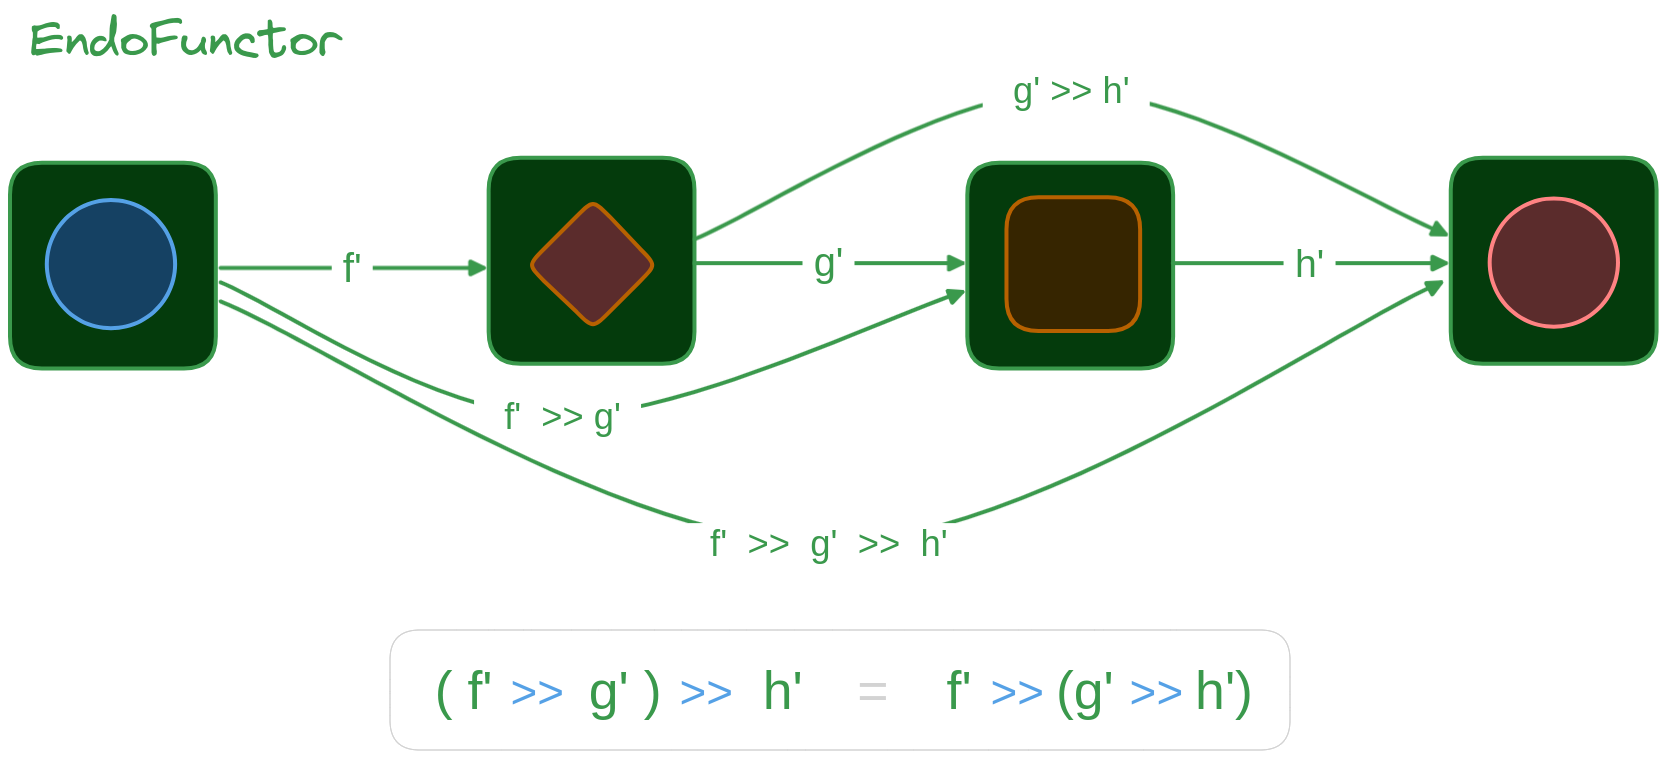 EndoFunctor
g' >> h'
f'
g'
h'
f' >> g'
f' >> g' >> h'
( f' >> g' ) >> h' = f' >> (g' >> h')